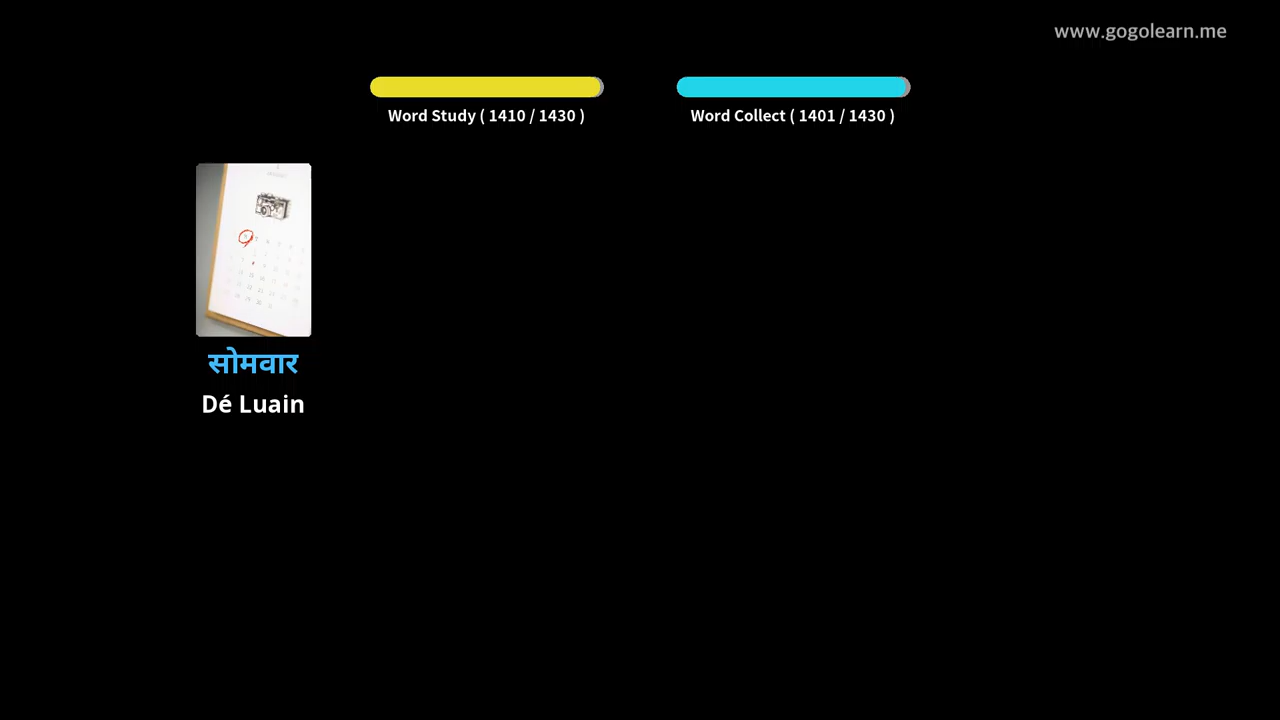 www.gogolearn.me
Word Study ( 1410 / 1430 )
Word Collect ( 1401 / 1430 )
सोमवार
Dé Luain